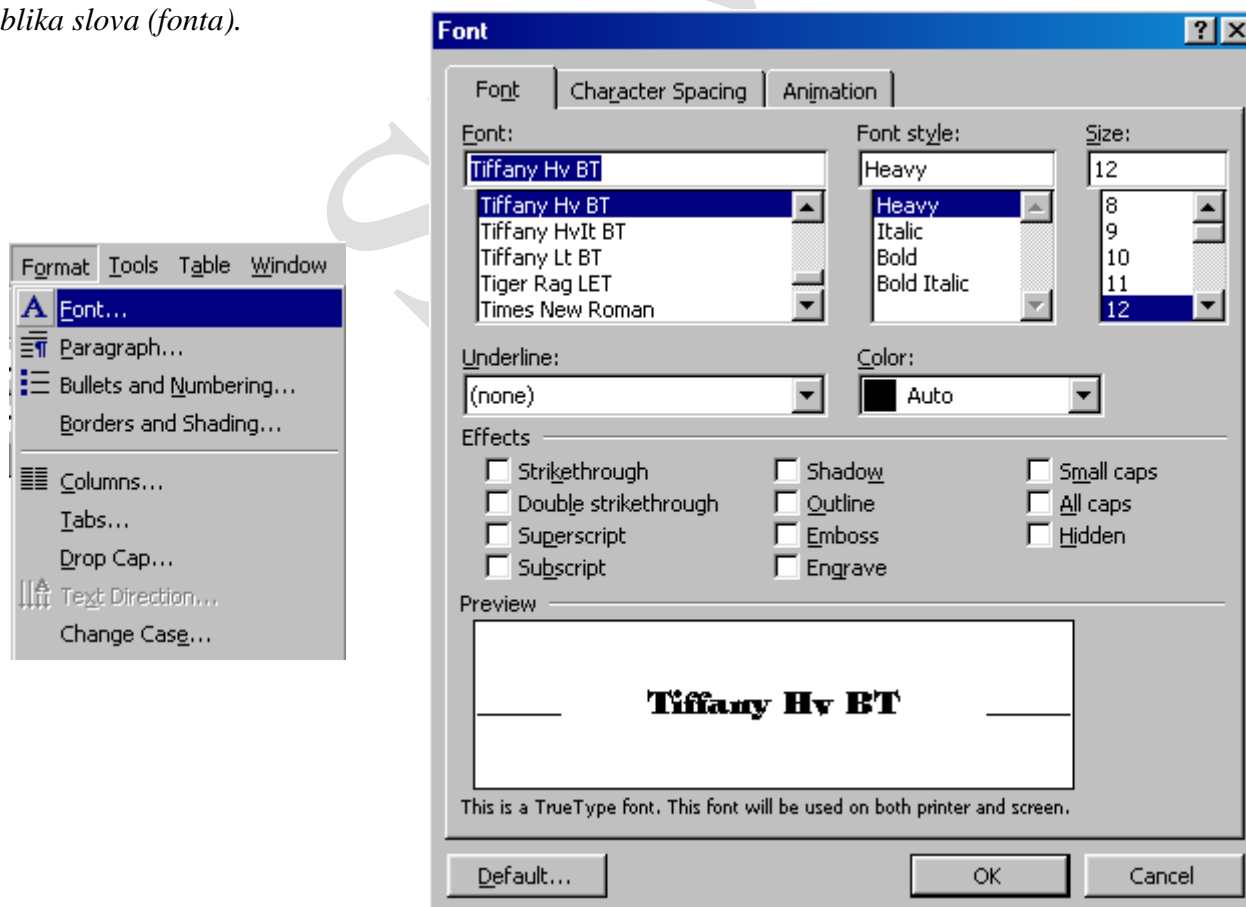 blika slova (fonta).
Format Tools Table Window
Font...
Paragraph...
Bullets and Numbering...
Borders and Shading...
Columns...
Tabs...
Drop Cap...
Text Direction...
Change Case...
Font
Font Character Spacing Animation
Font: Font style: Size:
Tiffany Hv BT Heavy 12
Tiffany Hv BT Heavy 8
Tiffany HvIt BT Italic 9
Tiffany Lt BT Bold 10
Tiger Rag LET Bold Italic 11
Times New Roman 12
Underline: Color:
(none) Auto
Effects
Strikethrough Shadow Small caps
Double strikethrough Outline All caps
Superscript Emboss Hidden
Subscript Engrave
Preview
Tiffany Hv BT
This is a TrueType font. This font will be used on both printer and screen.
Default... OK Cancel